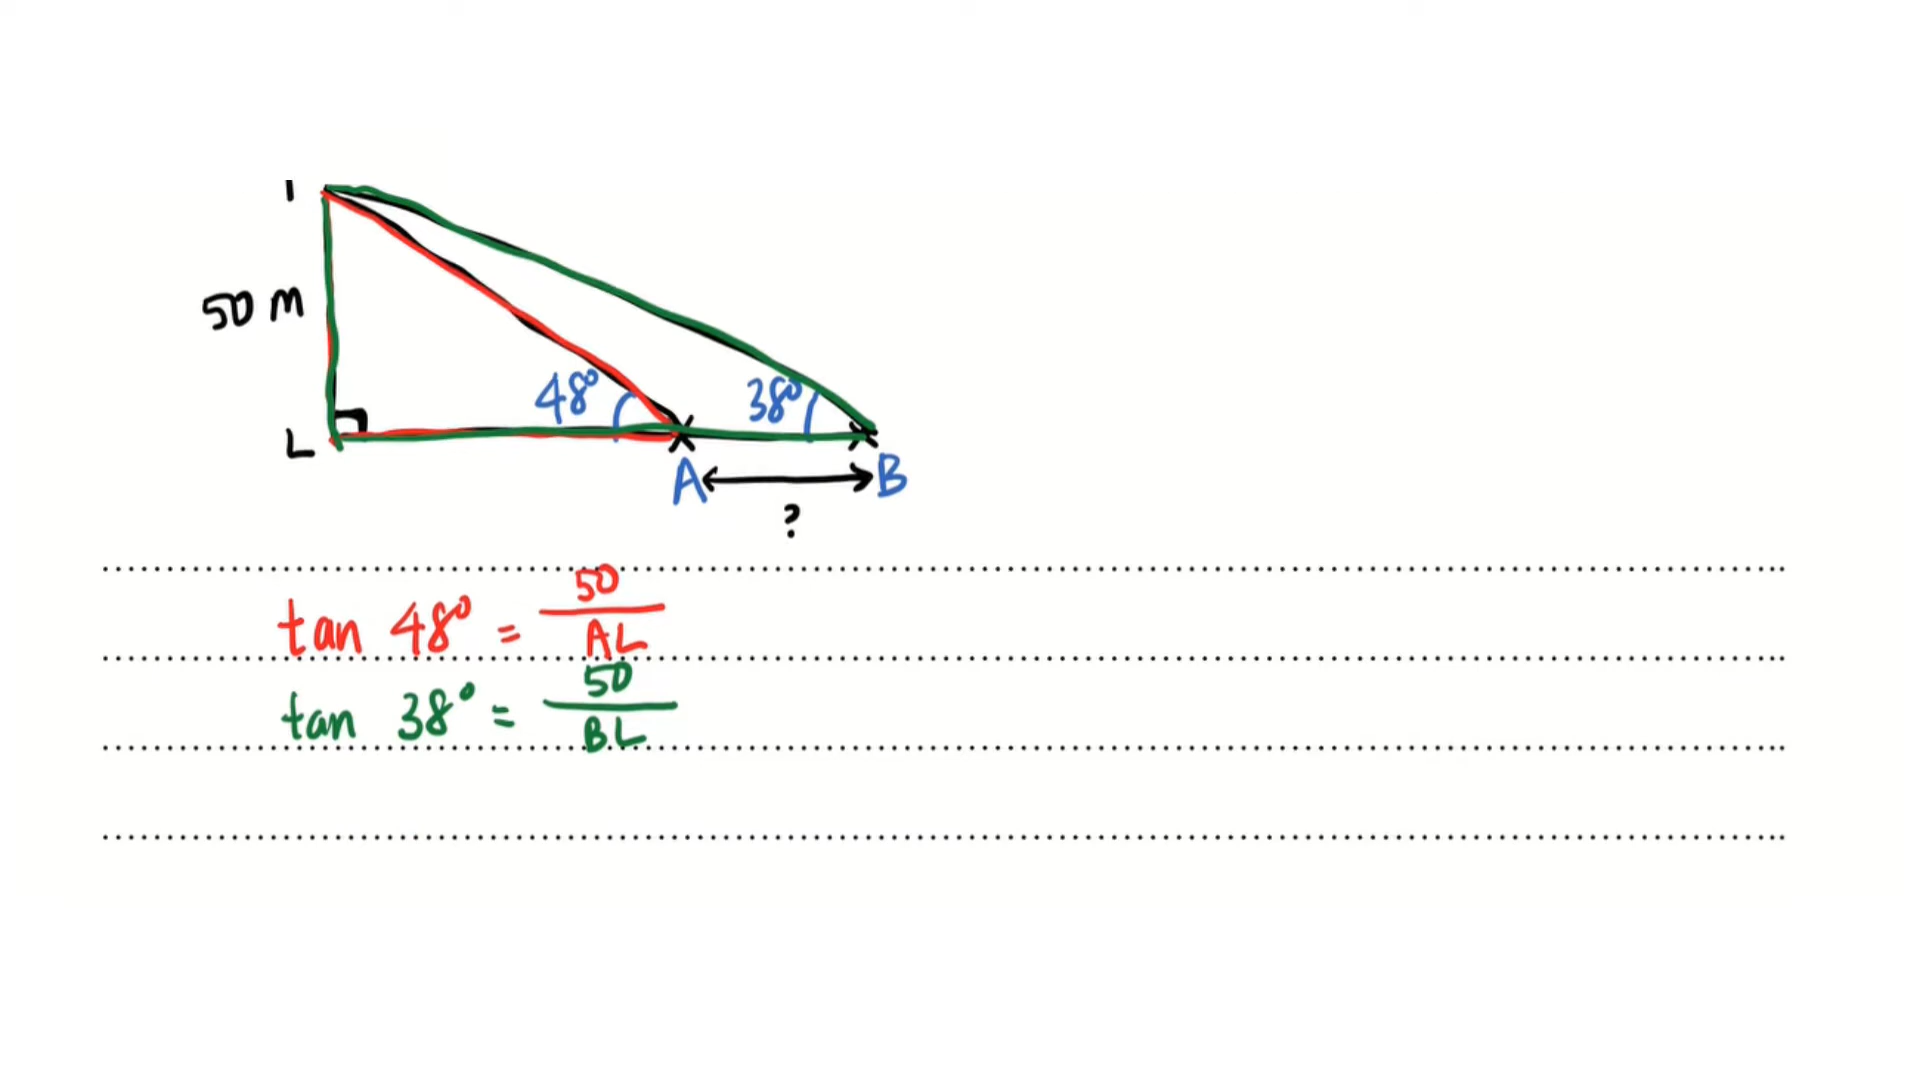 50 m
48°
38°
L
A
B
?
tan 48° = 50/AL
tan 38° = 50/BL